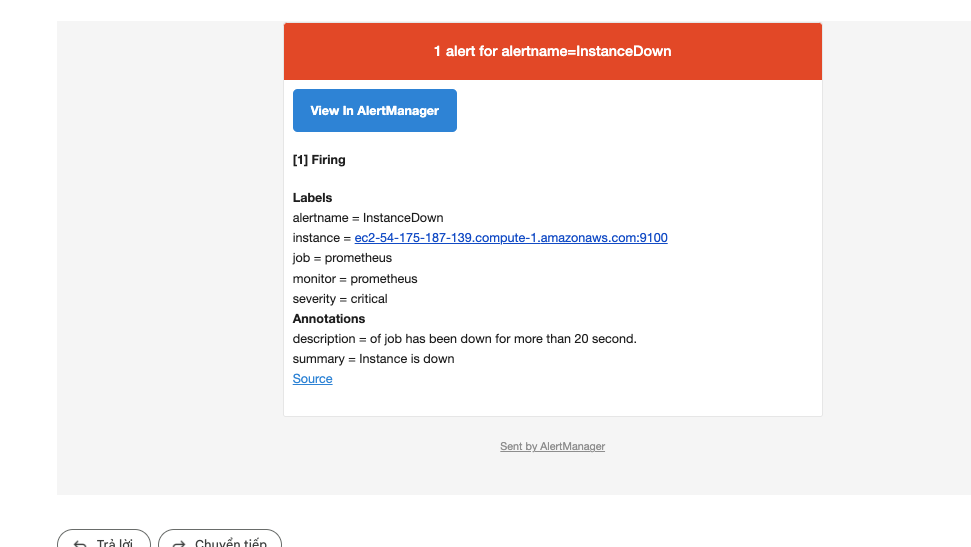 1 alert for alertname=InstanceDown
View In AlertManager
[1] Firing
Labels
alertname = InstanceDown
instance = ec2-54-175-187-139.compute-1.amazonaws.com:9100
job = prometheus
monitor = prometheus
severity = critical
Annotations
description = of job has been down for more than 20 second.
summary = Instance is down
Source
Sent by AlertManager
Trả lời
Chuyển tiếp